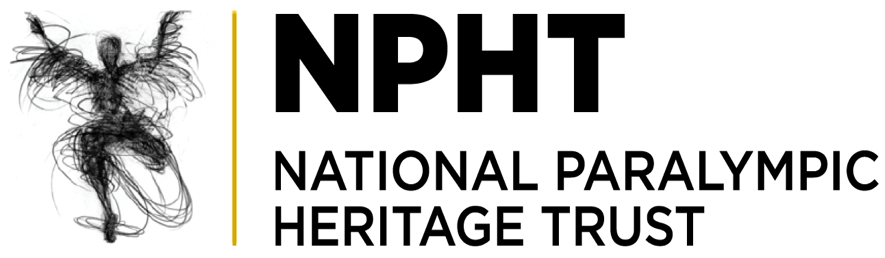 NPHT
NATIONAL PARALYMPIC
HERITAGE TRUST